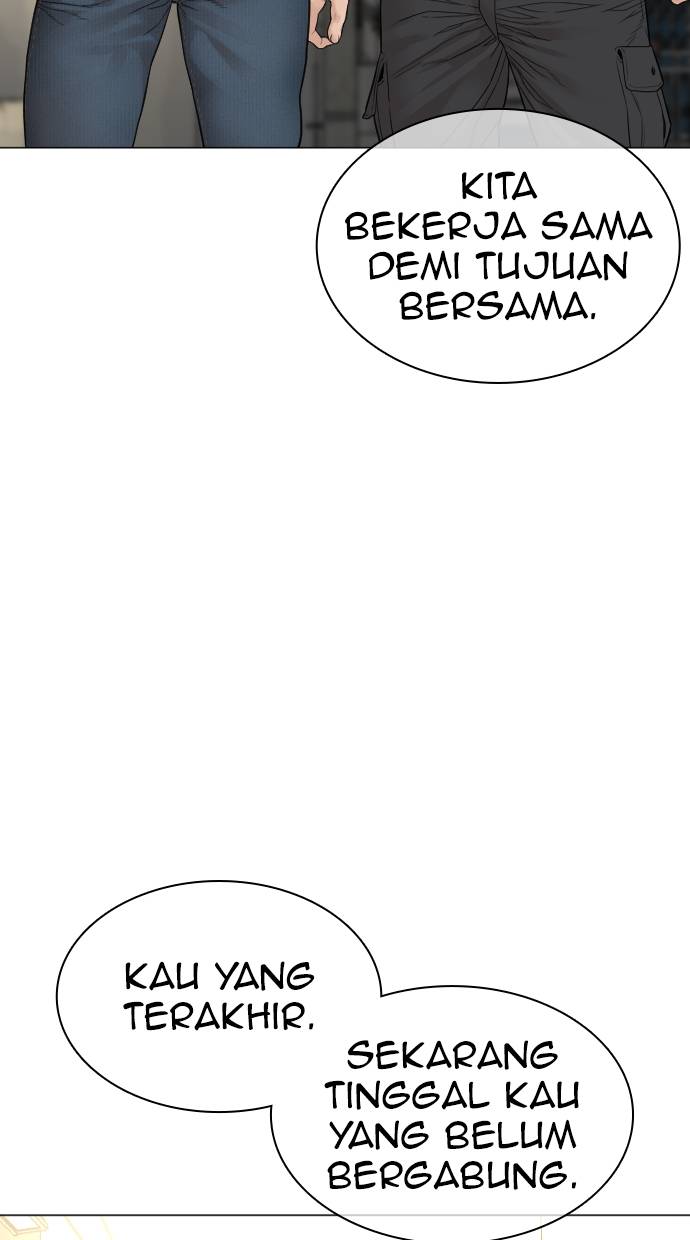 KITA
BEKERJA SAMA
DEMI TUJUAN
BERSAMA.
KAU YANG
TERAKHIR.
SEKARANG
TINGGAL KAU
YANG BELUM
BERGABUNG.